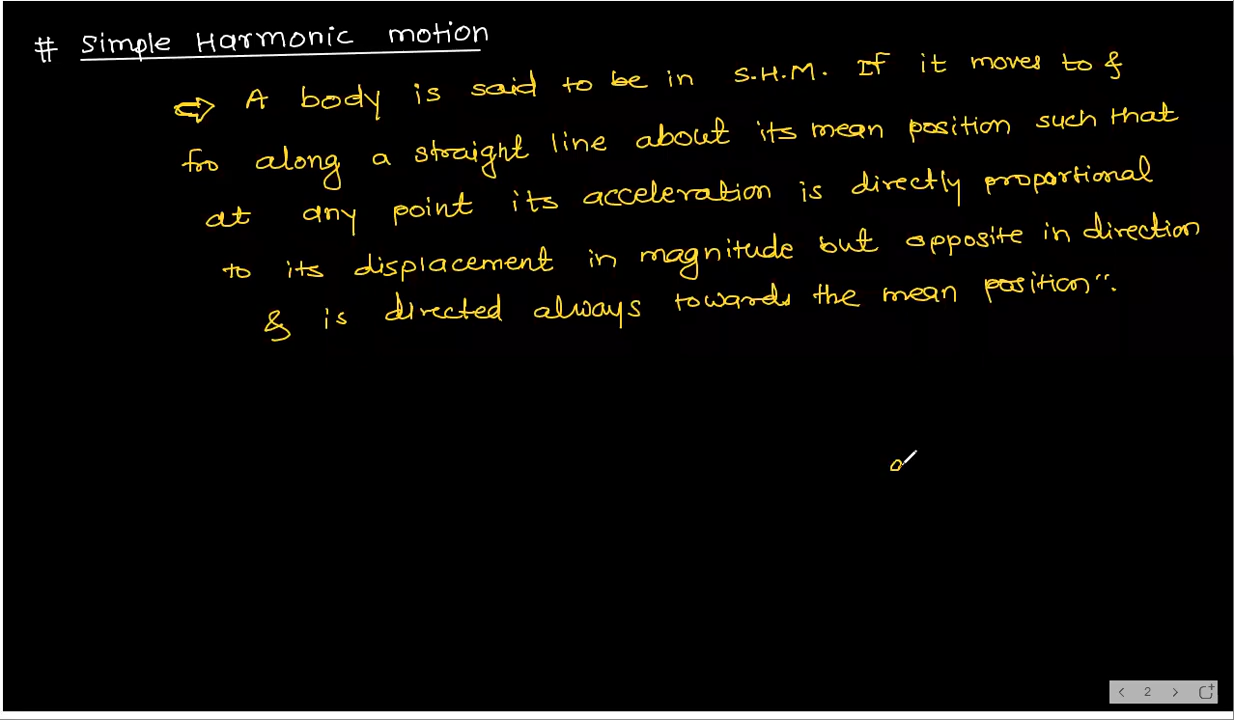 # Simple Harmonic motion
⇒ A body is said to be in S.H.M. If it moves to &
fro along a straight line about its mean position such that
at any point its acceleration is directly proportional
to its displacement in magnitude but opposite in direction
& is directed always towards the mean position".
a
< 2 >